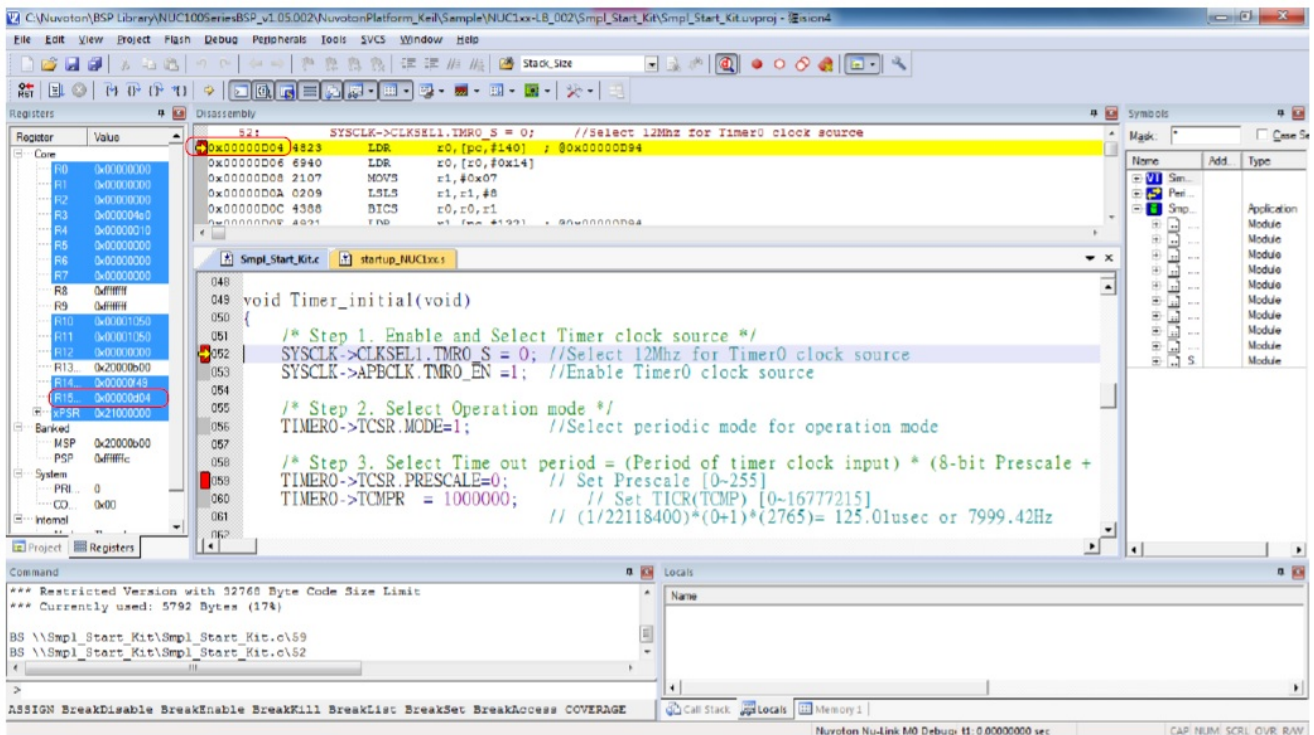 C:\Nuvoton\BSP Library\NUC100SeriesBSP_v1.05.002\NuvotonPlatform_Keil\Sample\NUC1xx-LB_002\Smpl_Start_Kit\Smpl_Start_Kit.uvproj - µVision4
File Edit View Project Flash Debug Peripherals Tools SVCS Window Help
Stack_Size
RST
Registers
Register Value
Core
R0 0x00000000
R1 0x00000000
R2 0x00000000
R3 0x000004e0
R4 0x00000010
R5 0x00000000
R6 0x00000000
R7 0x00000000
R8 0xffffffff
R9 0xffffffff
R10 0x00001050
R11 0x00001050
R12 0x00000000
R13... 0x20000b00
R14... 0x00000f49
R15... 0x00000d04
xPSR 0x21000000
Banked
MSP 0x20000b00
PSP 0xfffffffc
System
PRI... 0
CO... 0x00
Internal
Project Registers
Disassembly
52: SYSCLK->CLKSEL1.TMR0_S = 0; //Select 12Mhz for Timer0 clock source
0x00000D04 4823 LDR r0,[pc,#140] ; @0x00000D94
0x00000D06 6940 LDR r0,[r0,#0x14]
0x00000D08 2107 MOVS r1,#0x07
0x00000D0A 0209 LSLS r1,r1,#8
0x00000D0C 4388 BICS r0,r0,r1
0x00000D0E 4921 LDR r1,[pc,#132] ; @0x00000D94
Smpl_Start_Kit.c startup_NUC1xx.s
048
049 void Timer_initial(void)
050 {
051 /* Step 1. Enable and Select Timer clock source */
052 SYSCLK->CLKSEL1.TMR0_S = 0; //Select 12Mhz for Timer0 clock source
053 SYSCLK->APBCLK.TMR0_EN =1; //Enable Timer0 clock source
054
055 /* Step 2. Select Operation mode */
056 TIMER0->TCSR.MODE=1; //Select periodic mode for operation mode
057
058 /* Step 3. Select Time out period = (Period of timer clock input) * (8-bit Prescale +
059 TIMER0->TCSR.PRESCALE=0; // Set Prescale [0~255]
060 TIMER0->TCMPR = 1000000; // Set TICR(TCMP) [0~16777215]
061 // (1/22118400)*(0+1)*(2765)= 125.01usec or 7999.42Hz
062
Symbols
Mask: * Case Se
Name Add... Type
Sim...
Peri...
Smp... Application
... Module
... Module
... Module
... Module
... Module
... Module
... Module
... Module
... Module
S Module
Command
*** Restricted Version with 32768 Byte Code Size Limit
*** Currently used: 5792 Bytes (17%)
BS \\Smpl_Start_Kit\Smpl_Start_Kit.c\59
BS \\Smpl_Start_Kit\Smpl_Start_Kit.c\52
>
ASSIGN BreakDisable BreakEnable BreakKill BreakList BreakSet BreakAccess COVERAGE
Locals
Name
Call Stack Locals Memory 1
Nuvoton Nu-Link M0 Debugg t1: 0.00000000 sec CAP NUM SCRL OVR R/W